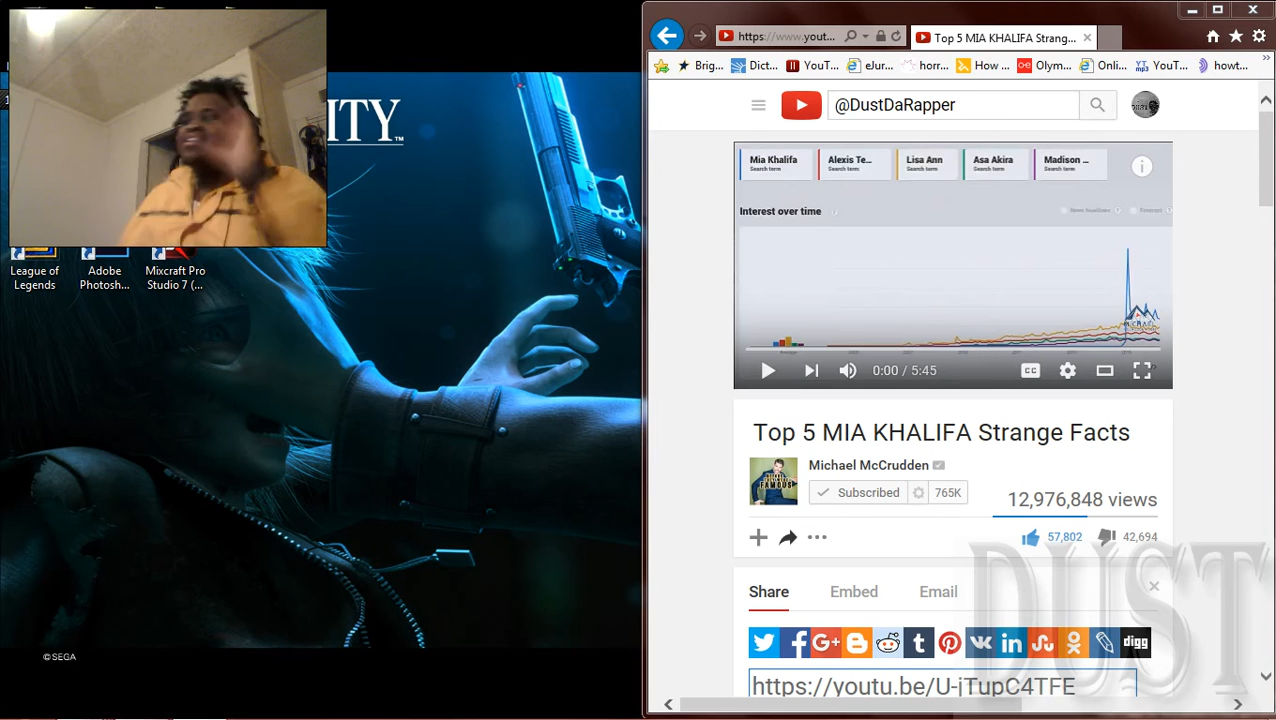 ITY™
League of
Legends
Adobe
Photosh...
Mixcraft Pro
Studio 7 (...
©SEGA
https://www.yout...
Top 5 MIA KHALIFA Strang...
Brig...
Dict...
YouT...
eJur...
horr...
How ...
Olym...
Onli...
YouT...
howt...
@DustDaRapper
Mia Khalifa
Search term
Alexis Te...
Search term
Lisa Ann
Search term
Asa Akira
Search term
Madison ...
Search term
Interest over time
0:00 / 5:45
CC
Top 5 MIA KHALIFA Strange Facts
Michael McCrudden
Subscribed
765K
12,976,848 views
57,802
42,694
Share
Embed
Email
digg
https://youtu.be/U-jTupC4TFE
DUST